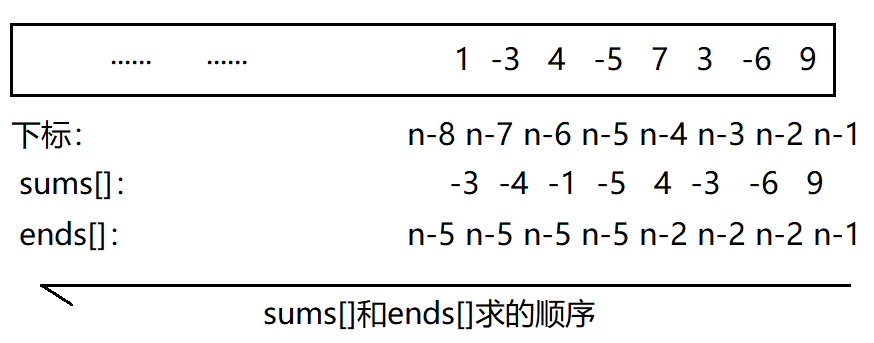 ...... ...... 1 -3 4 -5 7 3 -6 9
下标： n-8 n-7 n-6 n-5 n-4 n-3 n-2 n-1
sums[]： -3 -4 -1 -5 4 -3 -6 9
ends[]： n-5 n-5 n-5 n-5 n-2 n-2 n-2 n-1
sums[]和ends[]求的顺序